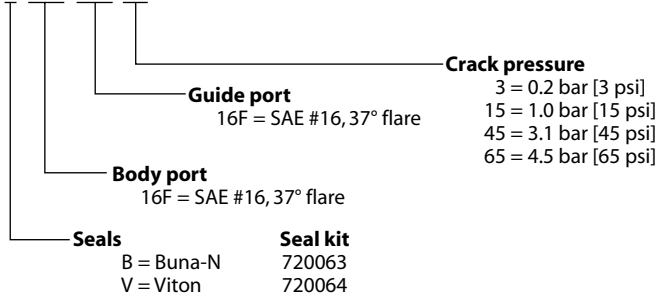 Crack pressure
3 = 0.2 bar [3 psi]
15 = 1.0 bar [15 psi]
45 = 3.1 bar [45 psi]
65 = 4.5 bar [65 psi]
Guide port
16F = SAE #16, 37° flare
Body port
16F = SAE #16, 37° flare
Seals Seal kit
B = Buna-N 720063
V = Viton 720064